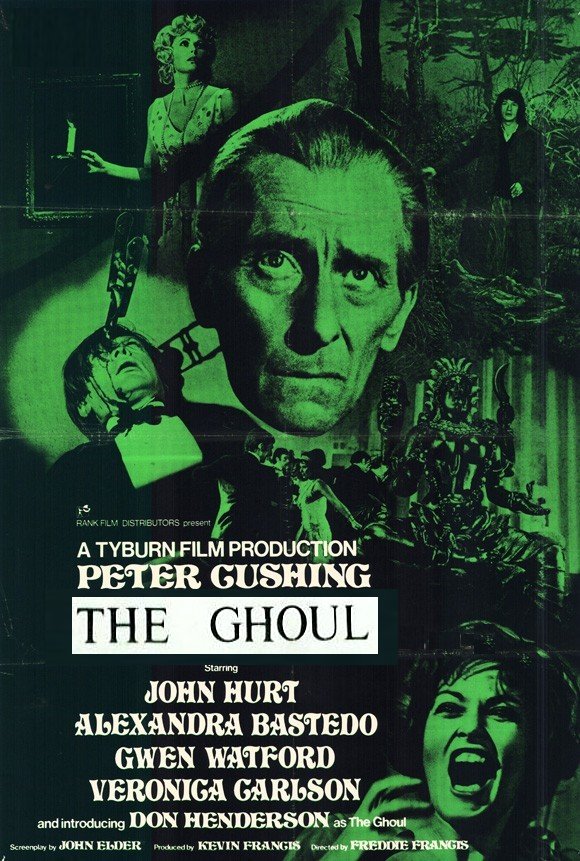 RANK FILM DISTRIBUTORS present
A TYBURN FILM PRODUCTION
PETER CUSHING
THE GHOUL
Starring
JOHN HURT
ALEXANDRA BASTEDO
GWEN WATFORD
VERONICA CARLSON
and introducing DON HENDERSON as The Ghoul
Screenplay by JOHN ELDER Produced by KEVIN FRANCIS Directed by FREDDIE FRANCIS